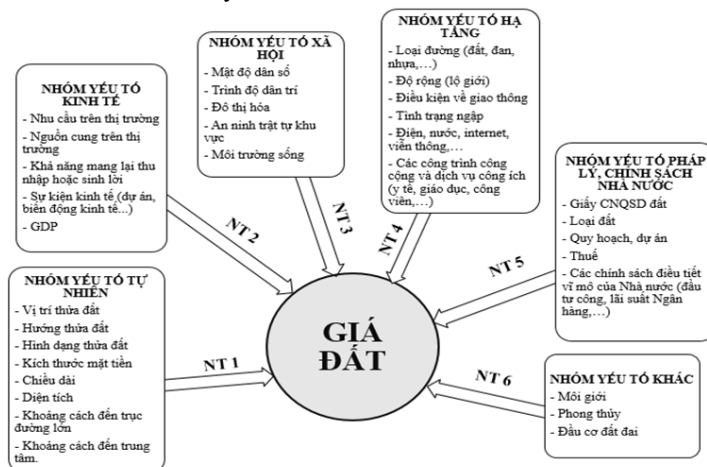 NHÓM YẾU TỐ TỰ
NHIÊN
- Vị trí thửa đất
- Hướng thửa đất
- Hình dạng thửa đất
- Kích thước mặt tiền
- Chiều dài
- Diện tích
- Khoảng cách đến trục
đường lớn
- Khoảng cách đến trung
tâm.
NT 1
NHÓM YẾU TỐ
KINH TẾ
- Nhu cầu trên thị trường
- Nguồn cung trên thị
trường
- Khả năng mang lại thu
nhập hoặc sinh lời
- Sự kiện kinh tế (dự án,
biến động kinh tế...)
- GDP
NT 2
NHÓM YẾU TỐ XÃ
HỘI
- Mật độ dân số
- Trình độ dân trí
- Đô thị hóa
- An ninh trật tự khu
vực
- Môi trường sống
NT 3
NHÓM YẾU TỐ HẠ
TẦNG
- Loại đường (đất, đan,
nhựa,…)
- Độ rộng (lộ giới)
- Điều kiện về giao thông
- Tình trạng ngập
- Điện, nước, internet,
viễn thông,…
- Các công trình công
cộng và dịch vụ công ích
(y tế, giáo dục, công
viên,…)
NT 4
NHÓM YẾU TỐ PHÁP
LÝ, CHÍNH SÁCH
NHÀ NƯỚC
- Giấy CNQSD đất
- Loại đất
- Quy hoạch, dự án
- Thuế
- Các chính sách điều tiết
vĩ mô của Nhà nước (đầu
tư công, lãi suất Ngân
hàng,…)
NT 5
NHÓM YẾU TỐ KHÁC
- Môi giới
- Phong thủy
- Đầu cơ đất đai
NT 6
GIÁ
ĐẤT